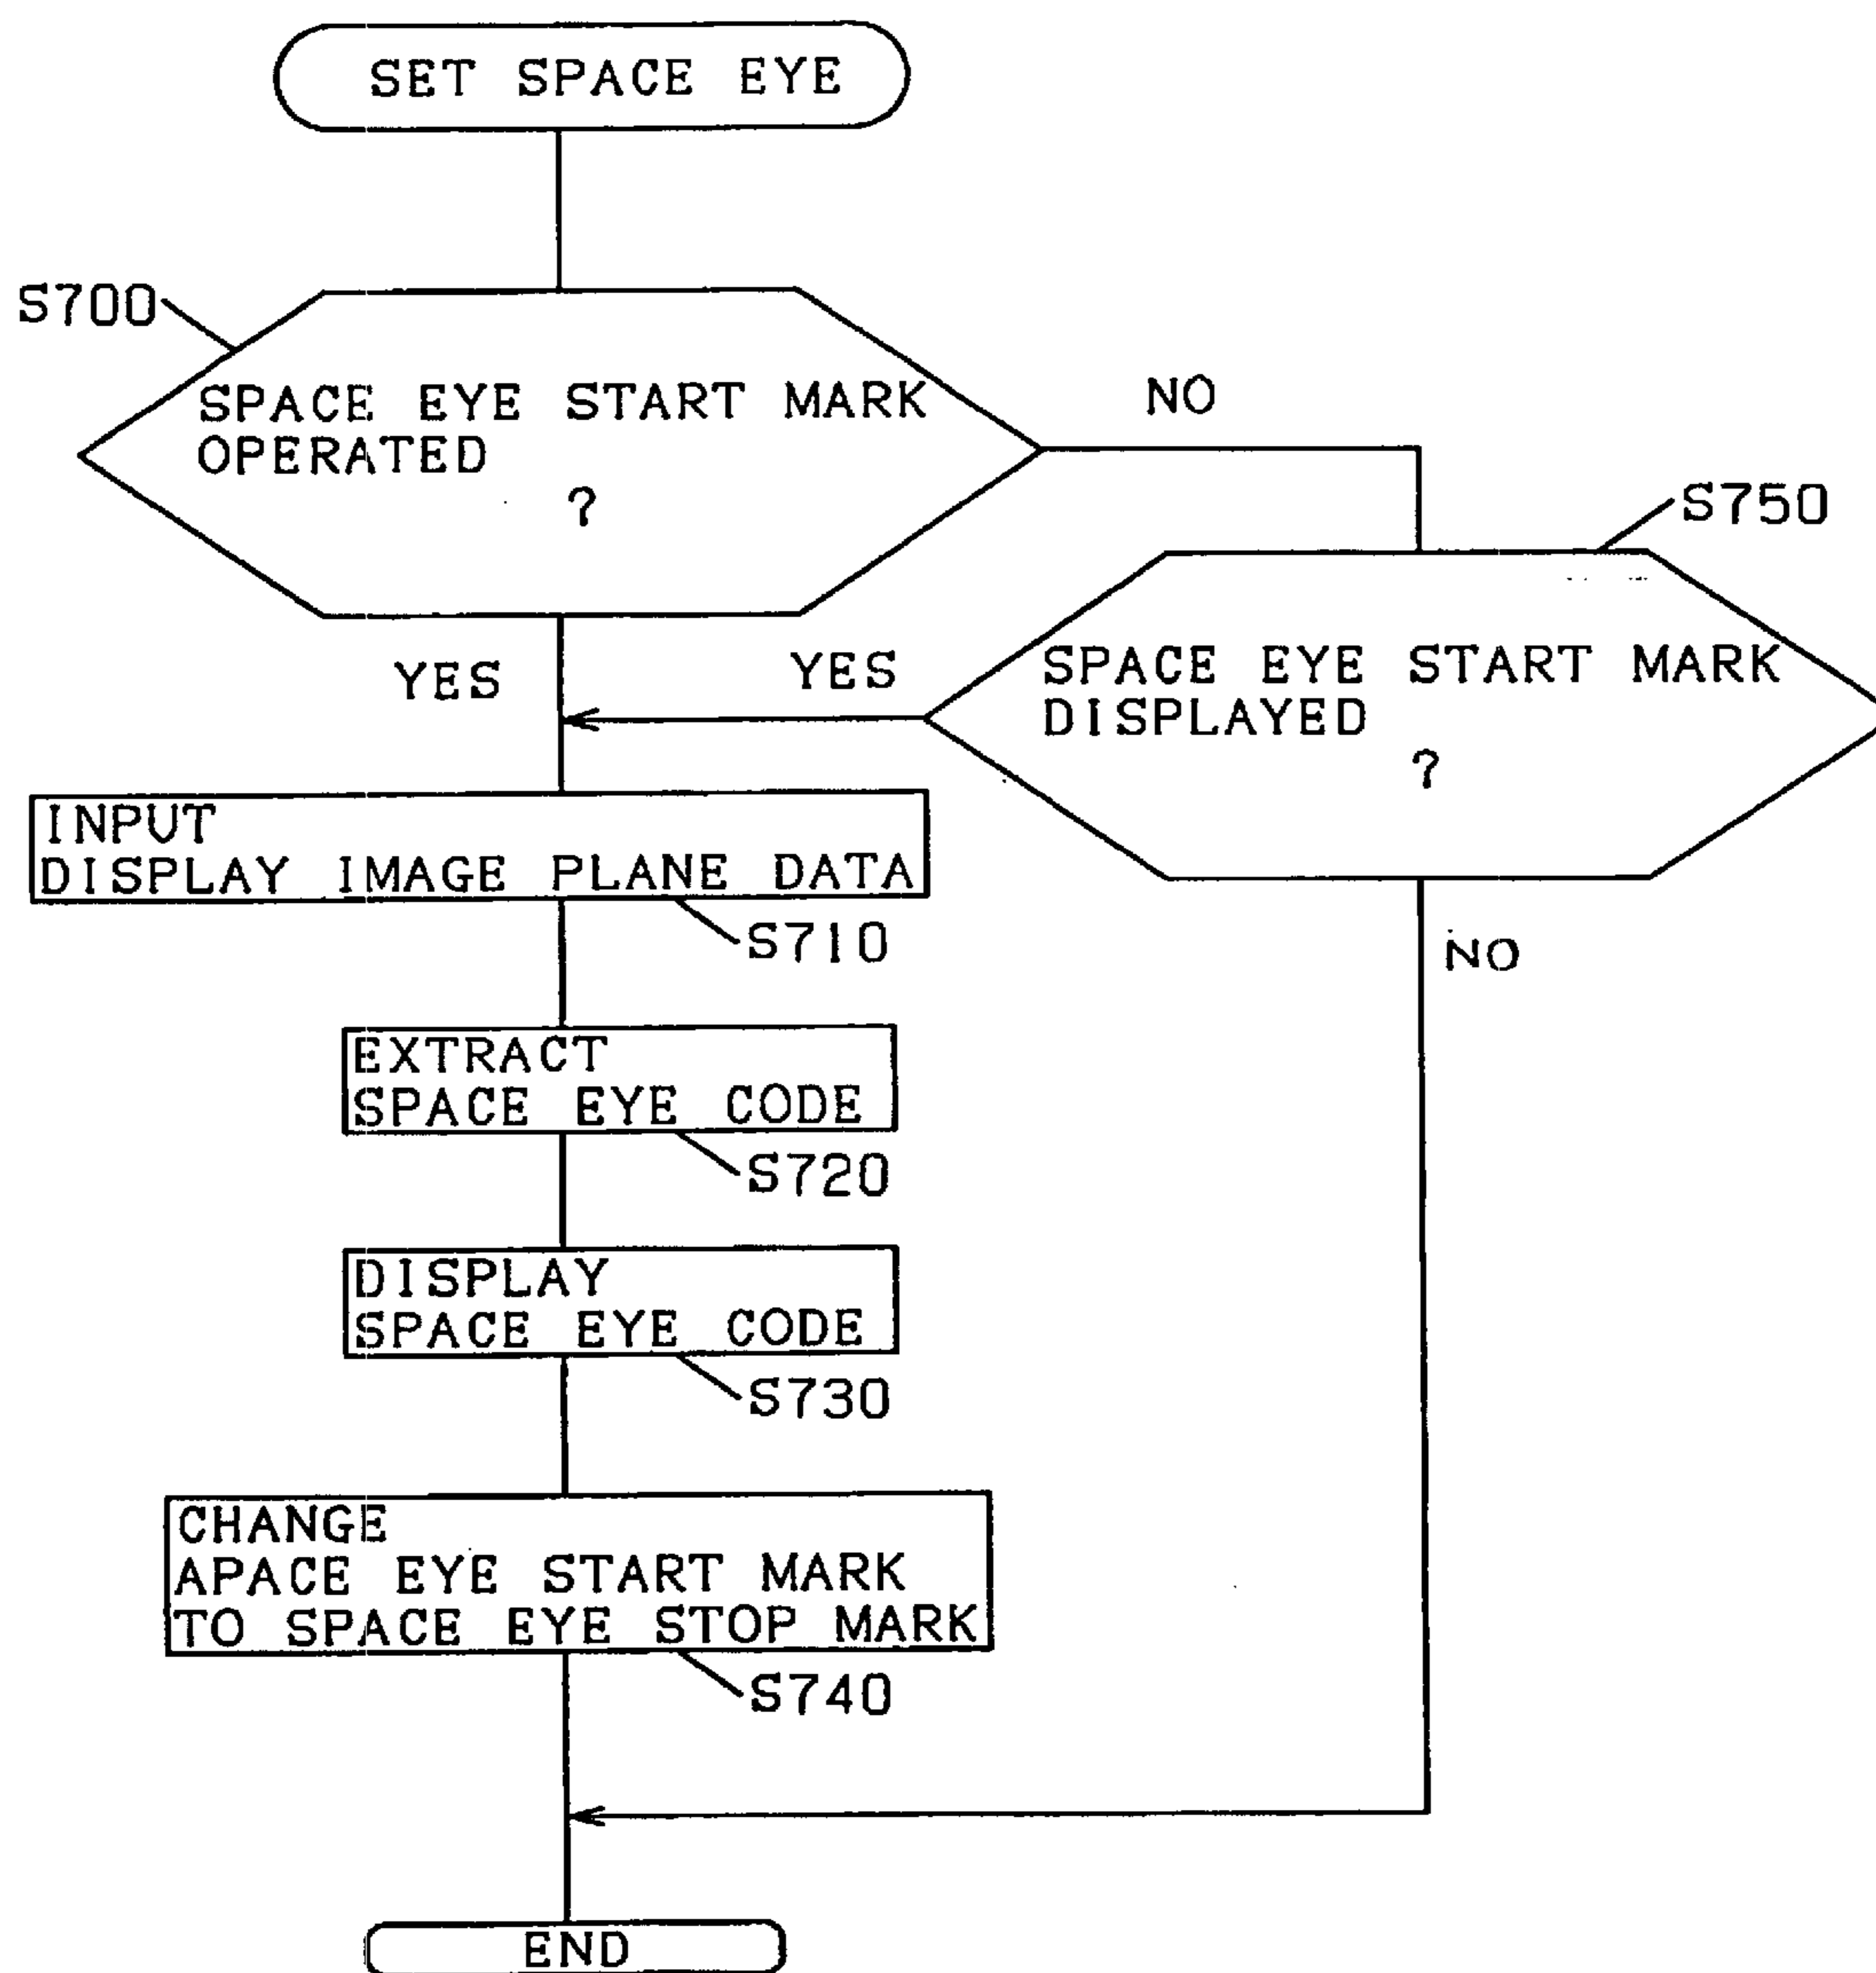 SET SPACE EYE
S700
SPACE EYE START MARK
OPERATED
?
NO
S750
YES
YES
SPACE EYE START MARK
DISPLAYED
?
INPUT
DISPLAY IMAGE PLANE DATA
S710
NO
EXTRACT
SPACE EYE CODE
S720
DISPLAY
SPACE EYE CODE
S730
CHANGE
APACE EYE START MARK
TO SPACE EYE STOP MARK
S740
END